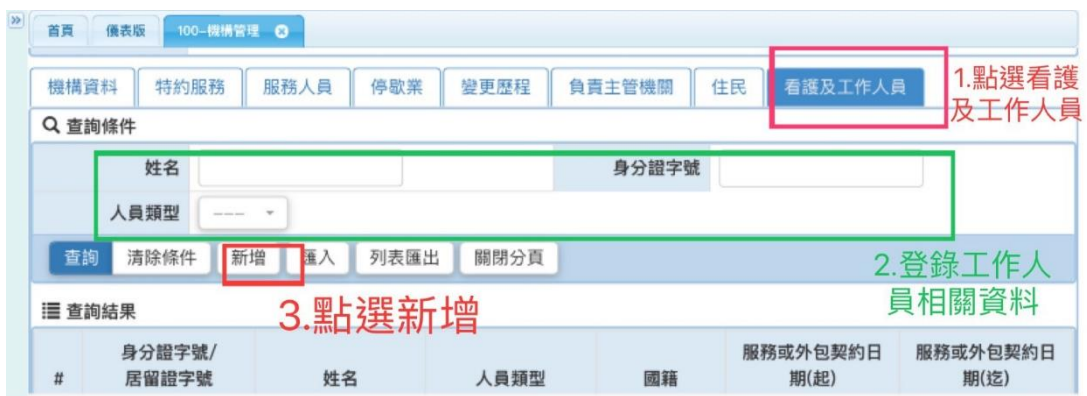 首頁 儀表版 100-機構管理
機構資料 特約服務 服務人員 停歇業 變更歷程 負責主管機關 住民 看護及工作人員
1.點選看護
及工作人員
查詢條件
姓名 身分證字號
人員類型 ---
查詢 清除條件 新增 匯入 列表匯出 關閉分頁
2.登錄工作人
員相關資料
3.點選新增
查詢結果
# 身分證字號/
居留證字號 姓名 人員類型 國籍 服務或外包契約日
期(起) 服務或外包契約日
期(迄)